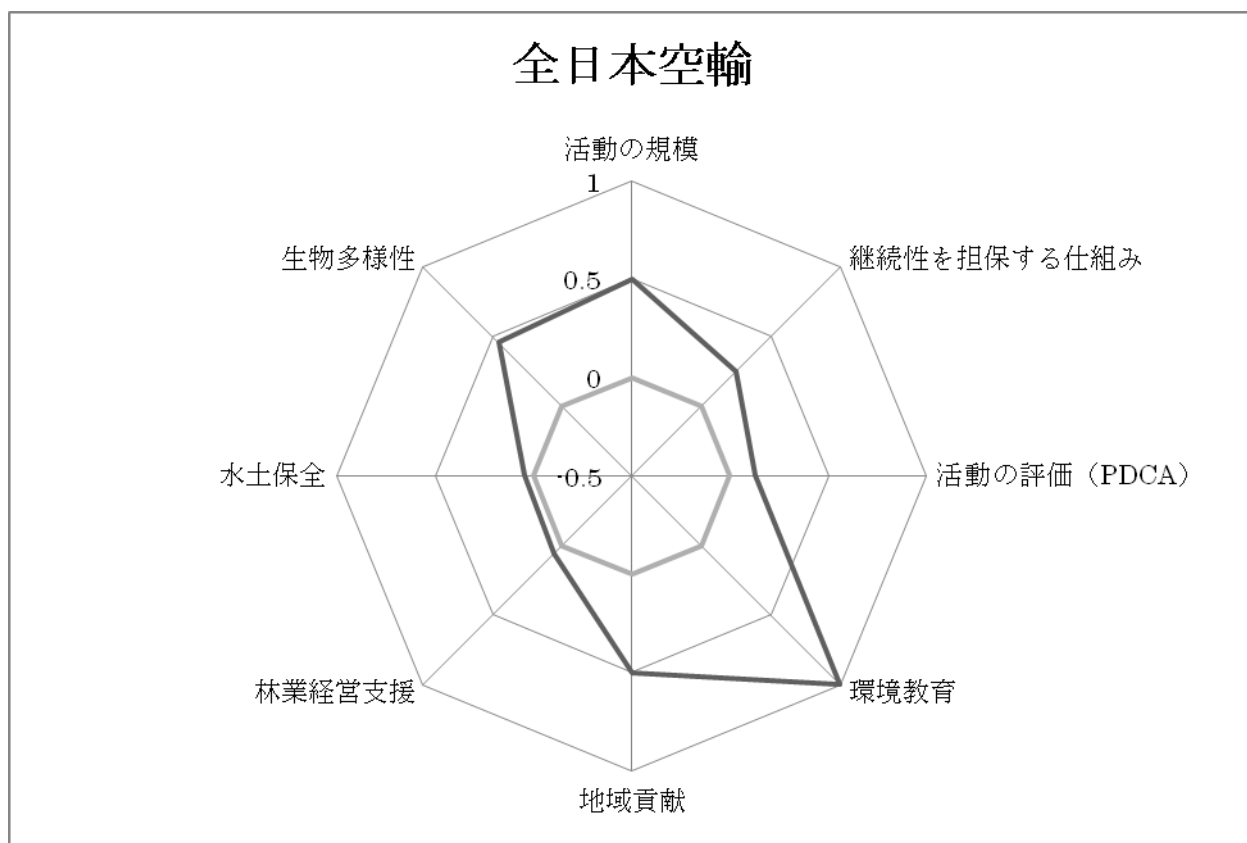 全日本空輸
活動の規模
1
生物多様性
継続性を担保する仕組み
0.5
0
水土保全
-0.5
活動の評価（PDCA）
林業経営支援
環境教育
地域貢献